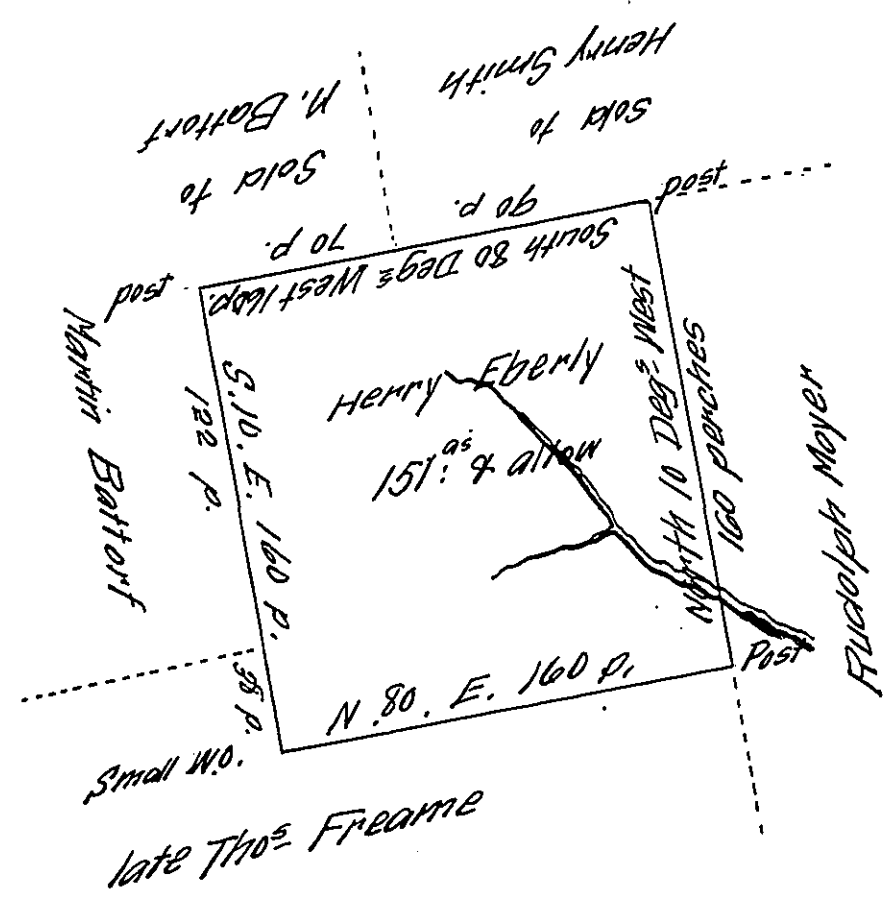 Henry Smith
Sold to
90 p.
N. Battorf
Sold to
70 p.
post
post
South 80 Degs West 160p.
Martin Battorf
122 p.
S. 10. E. 160 p.
Henry Eberly
151:as & allow
North 10 Degs West
160 perches
Rudolph Moyer
38 p.
N. 80. E. 160 p.
Post
Small wo.
late Thos Freame